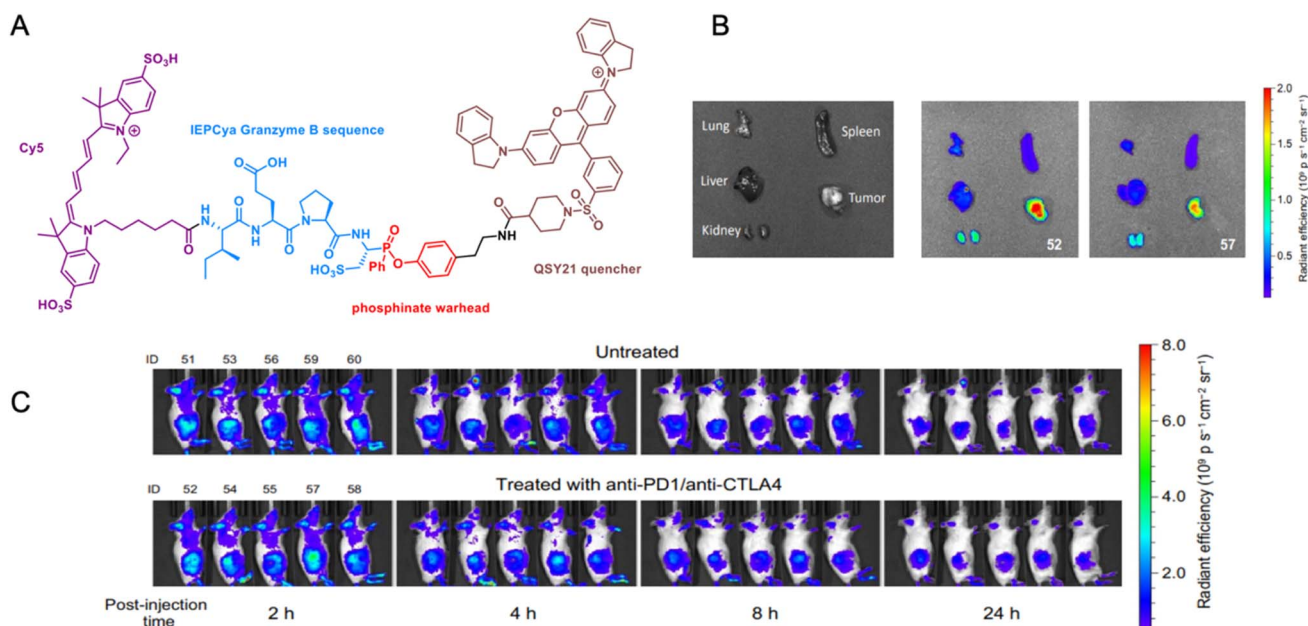 A
SO₃H
Cy5
N
HO₃S
IEPCya Granzyme B sequence
O
OH
H
N
O
N
H
O
N
O
NH
O
P
Ph
O
HO₃S
phosphinate warhead
O
NH
N
S
O
O
QSY21 quencher
N
O
N
B
Lung
Spleen
Liver
Tumor
Kidney
52
57
2.0
1.5
1.0
0.5
Radiant efficiency (10⁹ p s⁻¹ cm⁻² sr⁻¹)
C
Untreated
ID 51 53 56 59 60
Treated with anti-PD1/anti-CTLA4
ID 52 54 55 57 58
Post-injection
time
2 h 4 h 8 h 24 h
8.0
6.0
4.0
2.0
Radiant efficiency (10⁹ p s⁻¹ cm⁻² sr⁻¹)